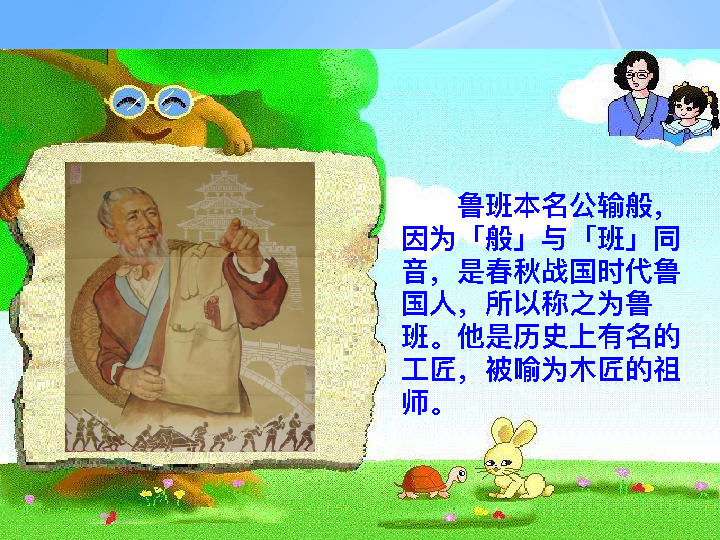 鲁班本名公输般，
因为「般」与「班」同
音，是春秋战国时代鲁
国人，所以称之为鲁
班。他是历史上有名的
工匠，被喻为木匠的祖
师。